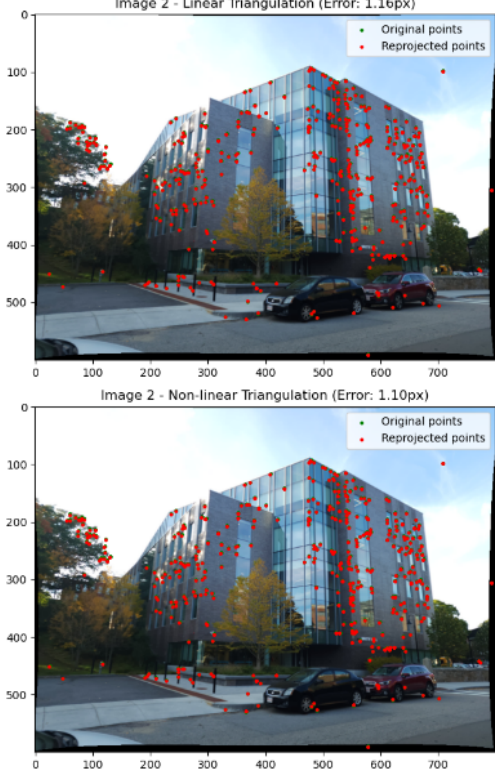 Image 2 - Linear Triangulation (Error: 1.16px)
Original points
Reprojected points
0
100
200
300
400
500
0 100 200 300 400 500 600 700
Image 2 - Non-linear Triangulation (Error: 1.10px)
Original points
Reprojected points
0
100
200
300
400
500
0 100 200 300 400 500 600 700